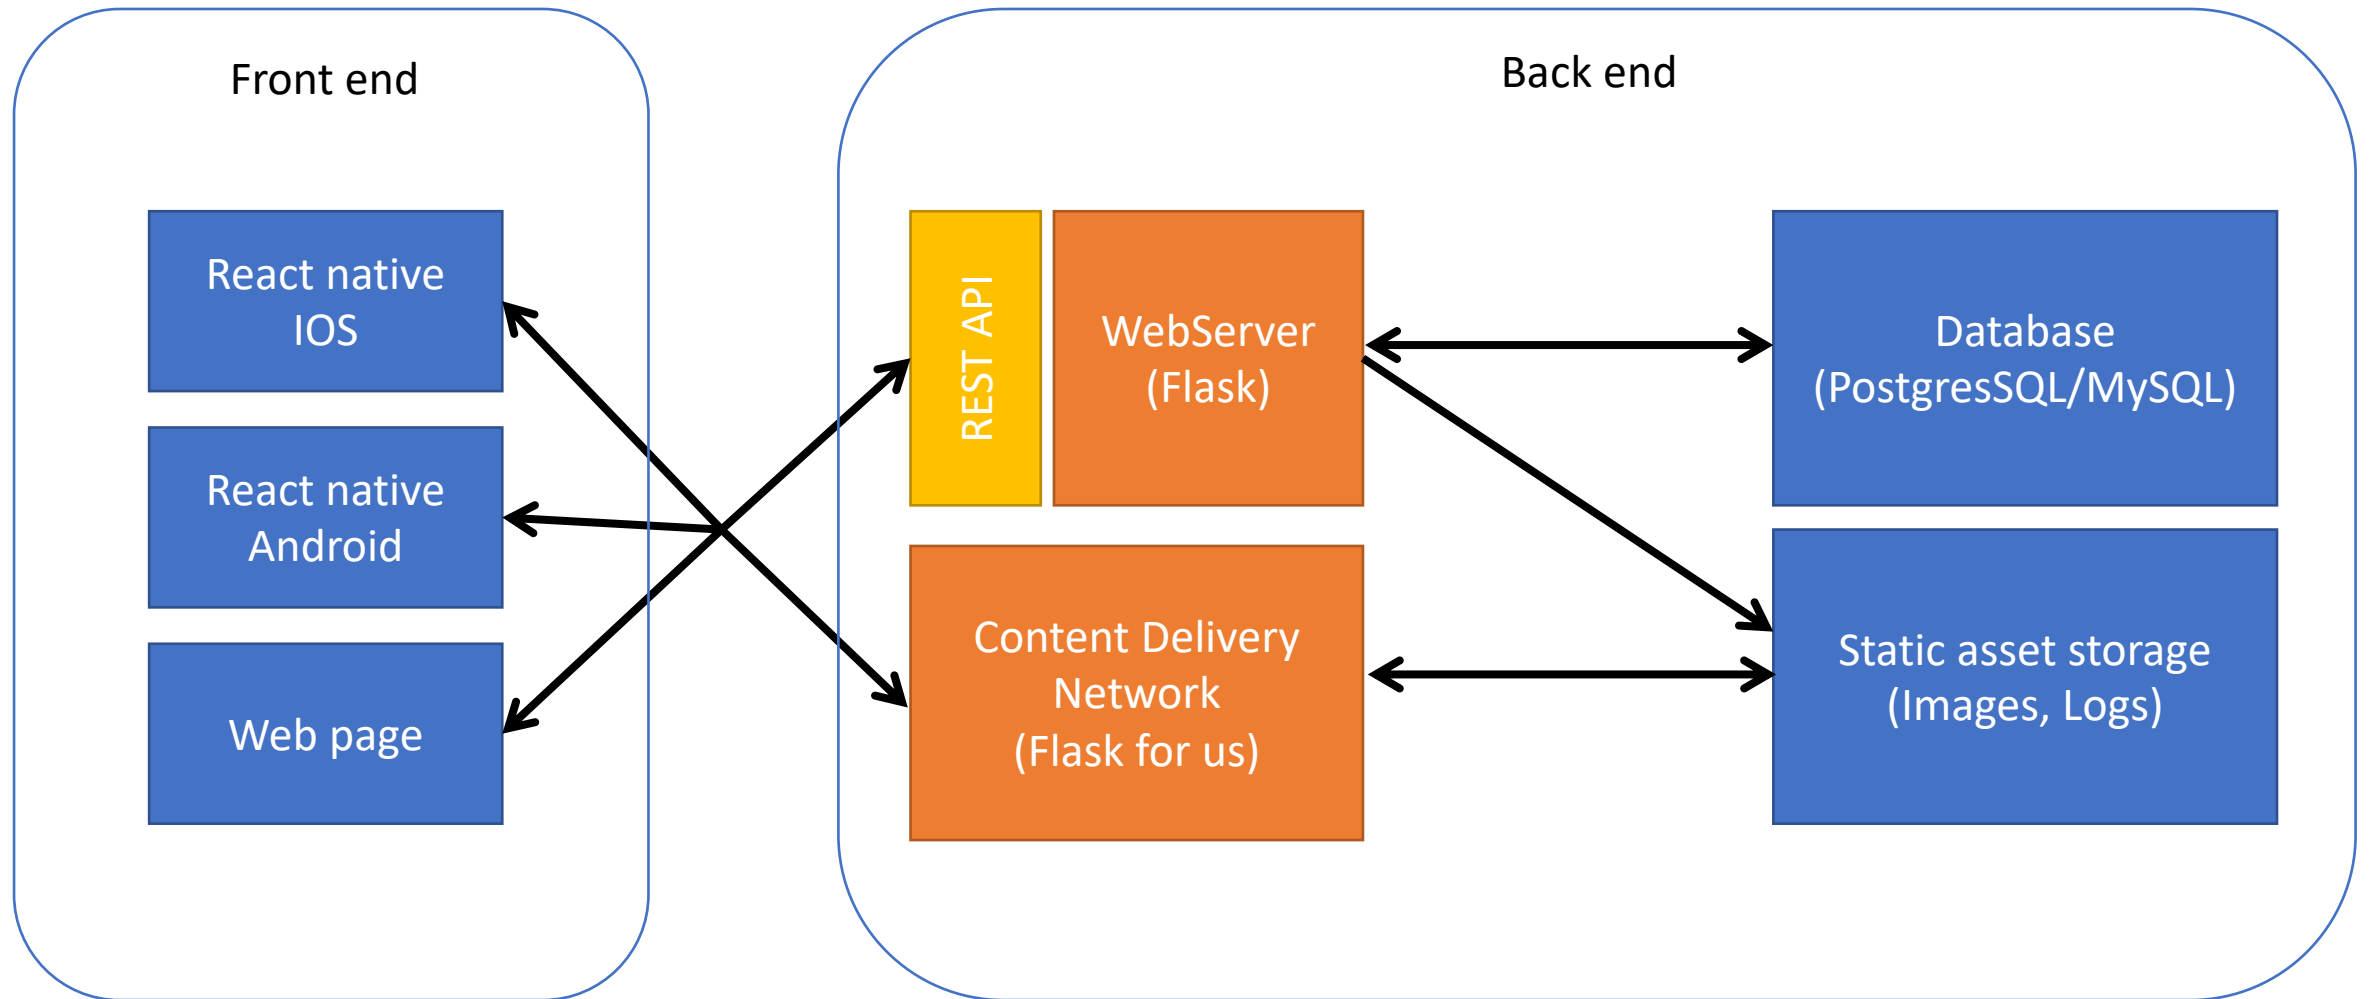 Front end
React native
IOS
React native
Android
Web page
Back end
REST API
WebServer
(Flask)
Content Delivery
Network
(Flask for us)
Database
(PostgresSQL/MySQL)
Static asset storage
(Images, Logs)